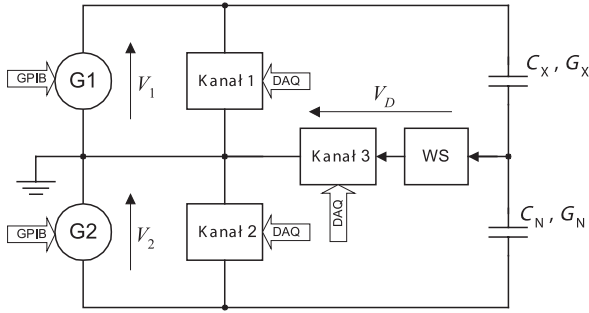 GPIB
G1
V1
Kanał 1
DAQ
CX , GX
VD
Kanał 3
WS
DAQ
GPIB
G2
V2
Kanał 2
DAQ
CN , GN